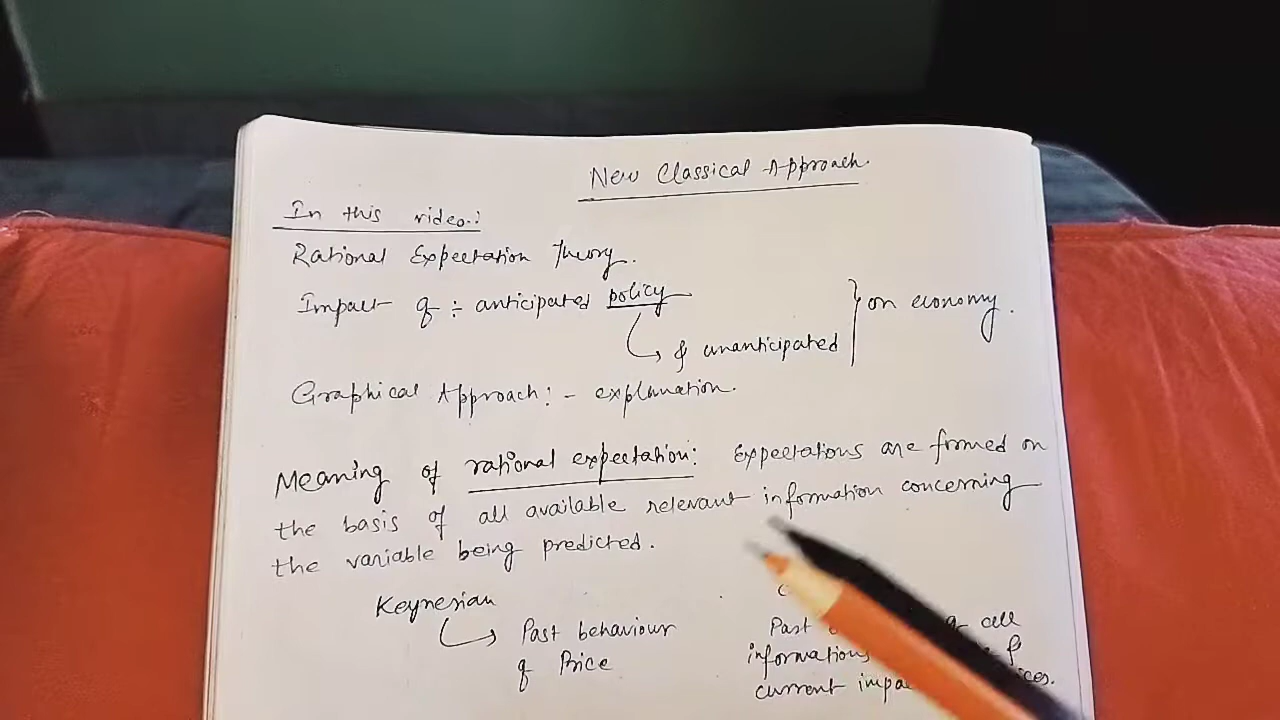 New Classical Approach.
In this video:
Rational Expectation Theory.
Impact of ÷ anticipated policy
& unanticipated } on economy.
Graphical Approach: - explanation.
Meaning of rational expectation: Expectations are formed on
the basis of all available relevant information concerning
the variable being predicted.
Keynesian
Past behaviour
of Price
Past all
informations
current